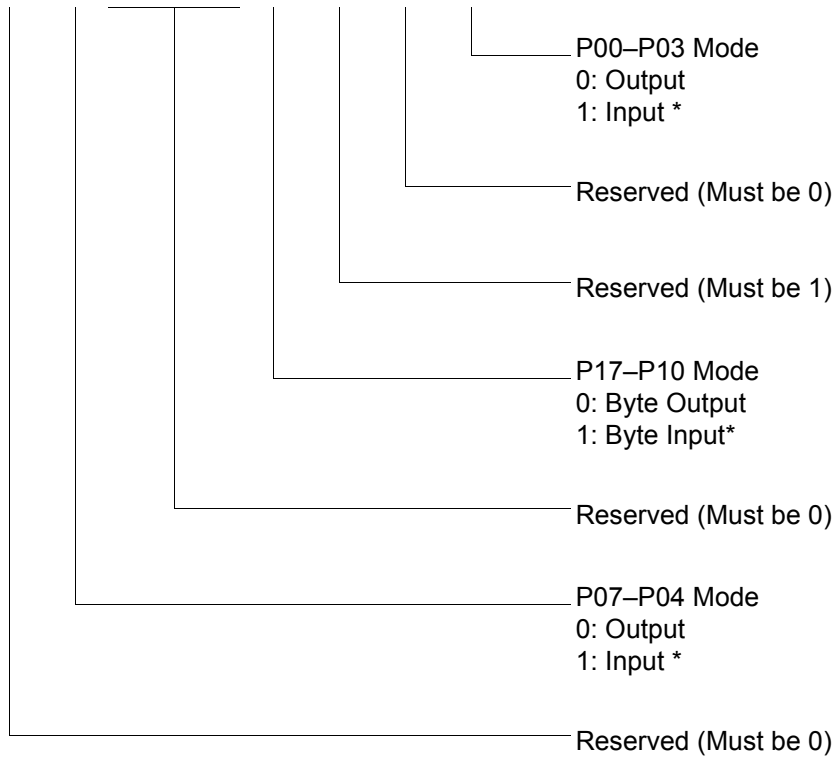 P00–P03 Mode
0: Output
1: Input *
Reserved (Must be 0)
Reserved (Must be 1)
P17–P10 Mode
0: Byte Output
1: Byte Input*
Reserved (Must be 0)
P07–P04 Mode
0: Output
1: Input *
Reserved (Must be 0)